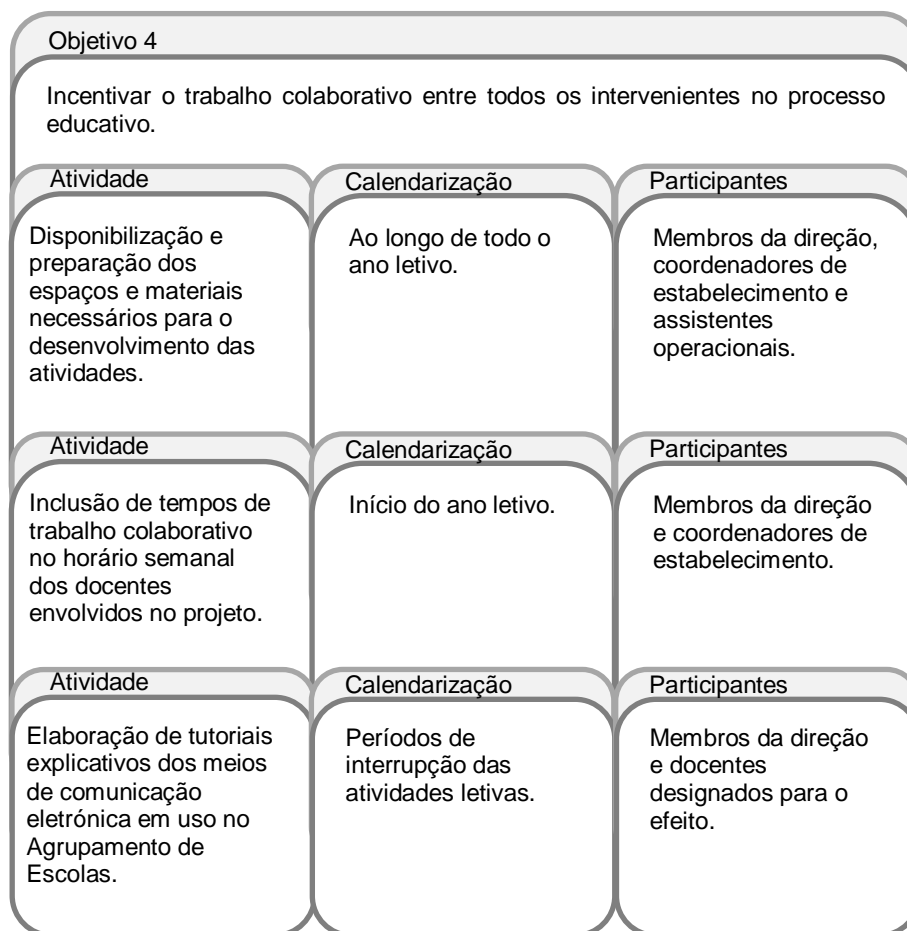 Objetivo 4
Incentivar o trabalho colaborativo entre todos os intervenientes no processo
educativo.
Atividade
Disponibilização e
preparação dos
espaços e materiais
necessários para o
desenvolvimento das
atividades.
Calendarização
Ao longo de todo o
ano letivo.
Participantes
Membros da direção,
coordenadores de
estabelecimento e
assistentes
operacionais.
Atividade
Inclusão de tempos de
trabalho colaborativo
no horário semanal
dos docentes
envolvidos no projeto.
Calendarização
Início do ano letivo.
Participantes
Membros da direção
e coordenadores de
estabelecimento.
Atividade
Elaboração de tutoriais
explicativos dos meios
de comunicação
eletrónica em uso no
Agrupamento de
Escolas.
Calendarização
Períodos de
interrupção das
atividades letivas.
Participantes
Membros da direção
e docentes
designados para o
efeito.